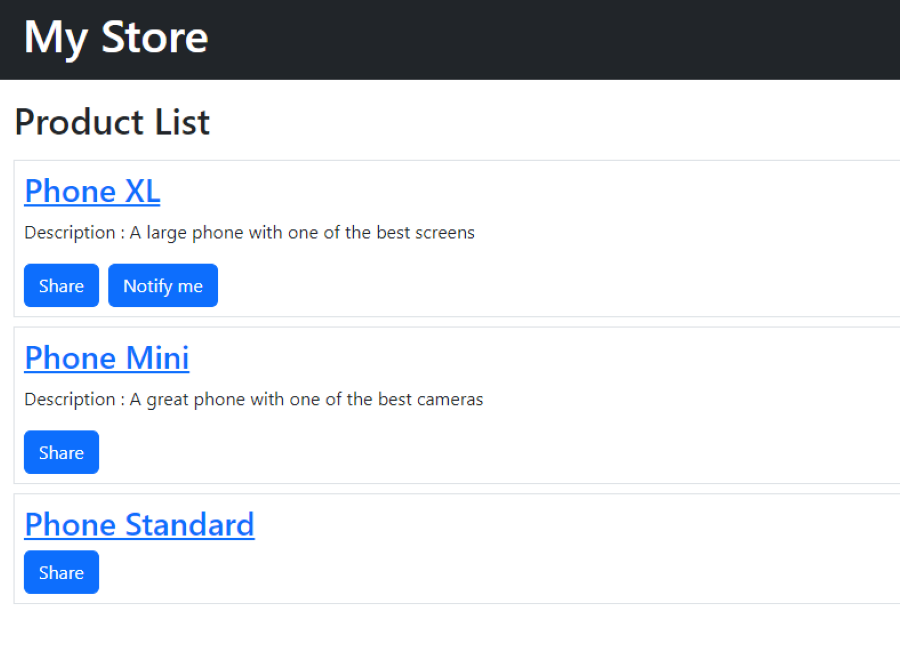 My Store
Product List
Phone XL
Description : A large phone with one of the best screens
Share Notify me
Phone Mini
Description : A great phone with one of the best cameras
Share
Phone Standard
Share